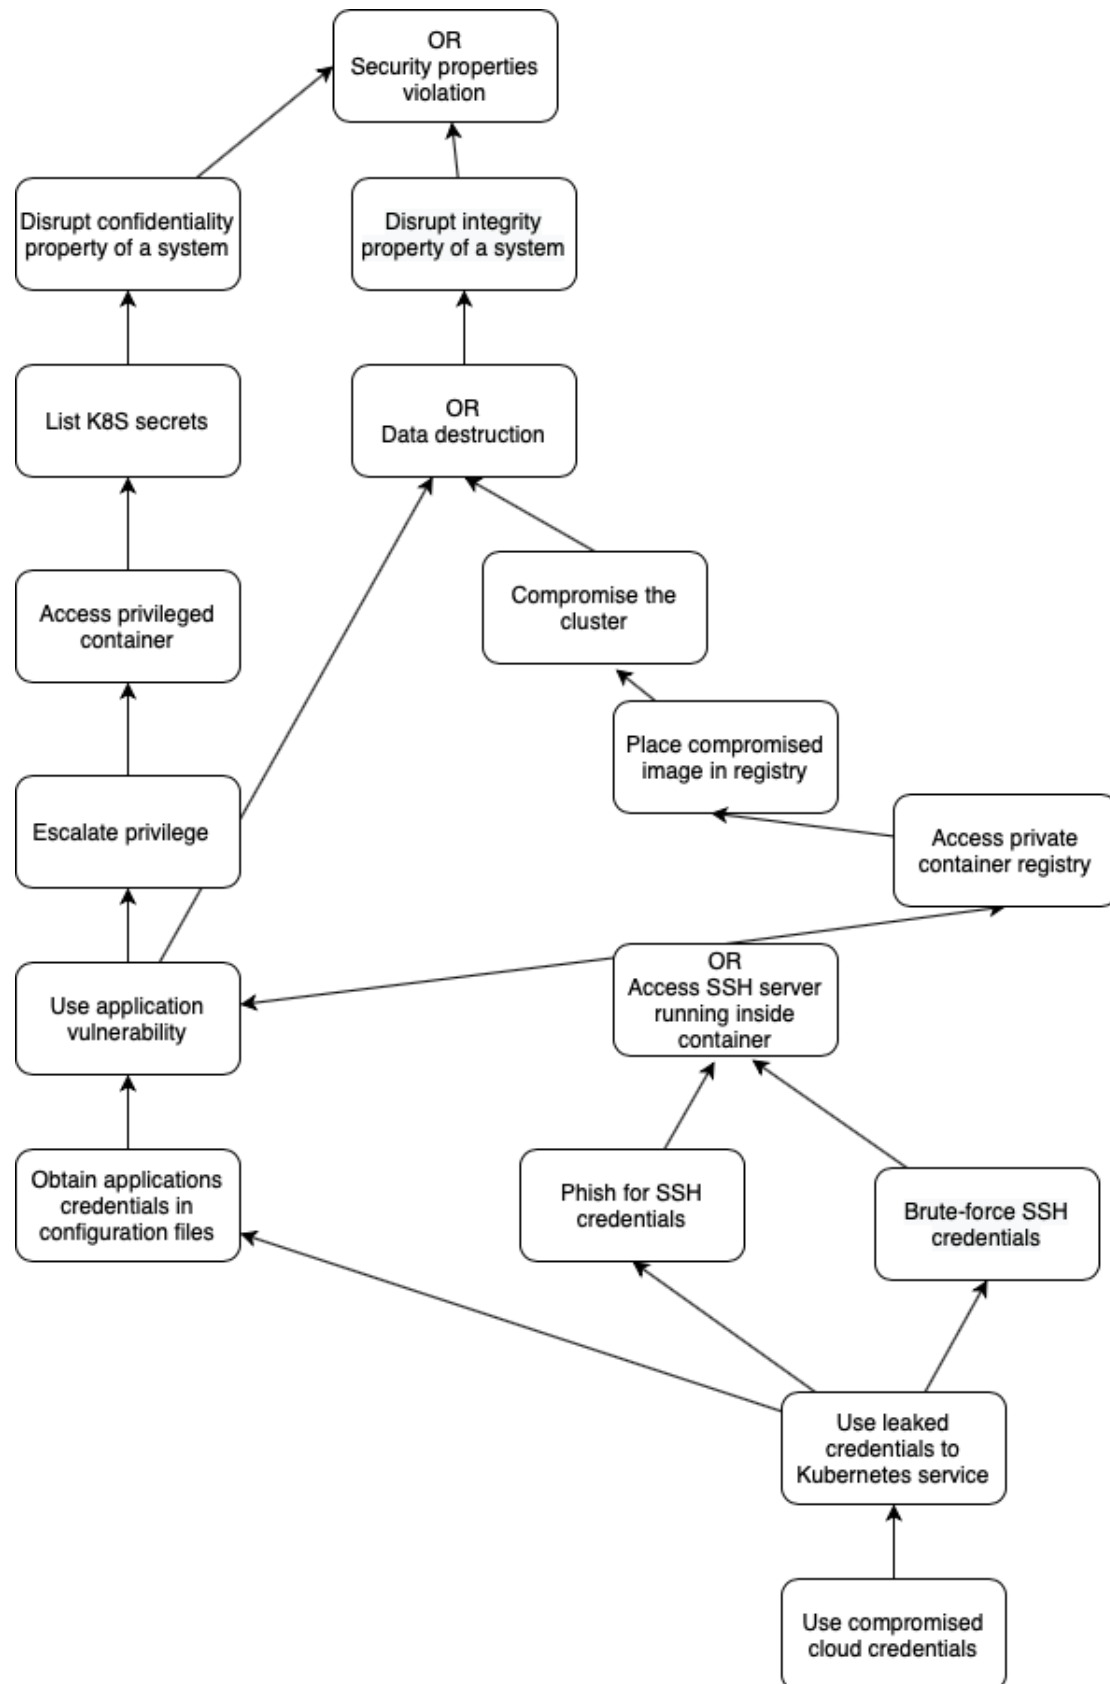 OR
Security properties
violation
Disrupt confidentiality
property of a system
Disrupt integrity
property of a system
List K8S secrets
OR
Data destruction
Access privileged
container
Compromise the
cluster
Place compromised
image in registry
Escalate privilege
Access private
container registry
Use application
vulnerability
OR
Access SSH server
running inside
container
Obtain applications
credentials in
configuration files
Phish for SSH
credentials
Brute-force SSH
credentials
Use leaked
credentials to
Kubernetes service
Use compromised
cloud credentials